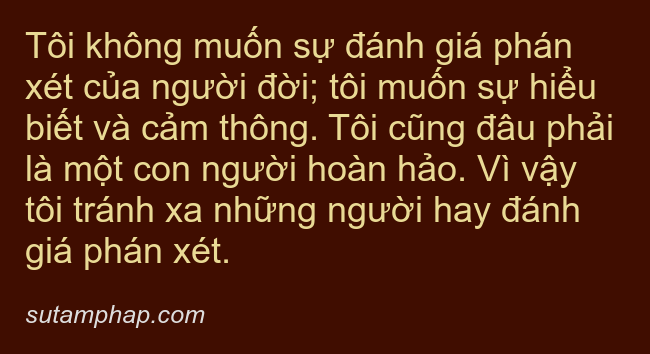 Tôi không muốn sự đánh giá phán
xét của người đời; tôi muốn sự hiểu
biết và cảm thông. Tôi cũng đâu phải
là một con người hoàn hảo. Vì vậy
tôi tránh xa những người hay đánh
giá phán xét.
sutamphap.com